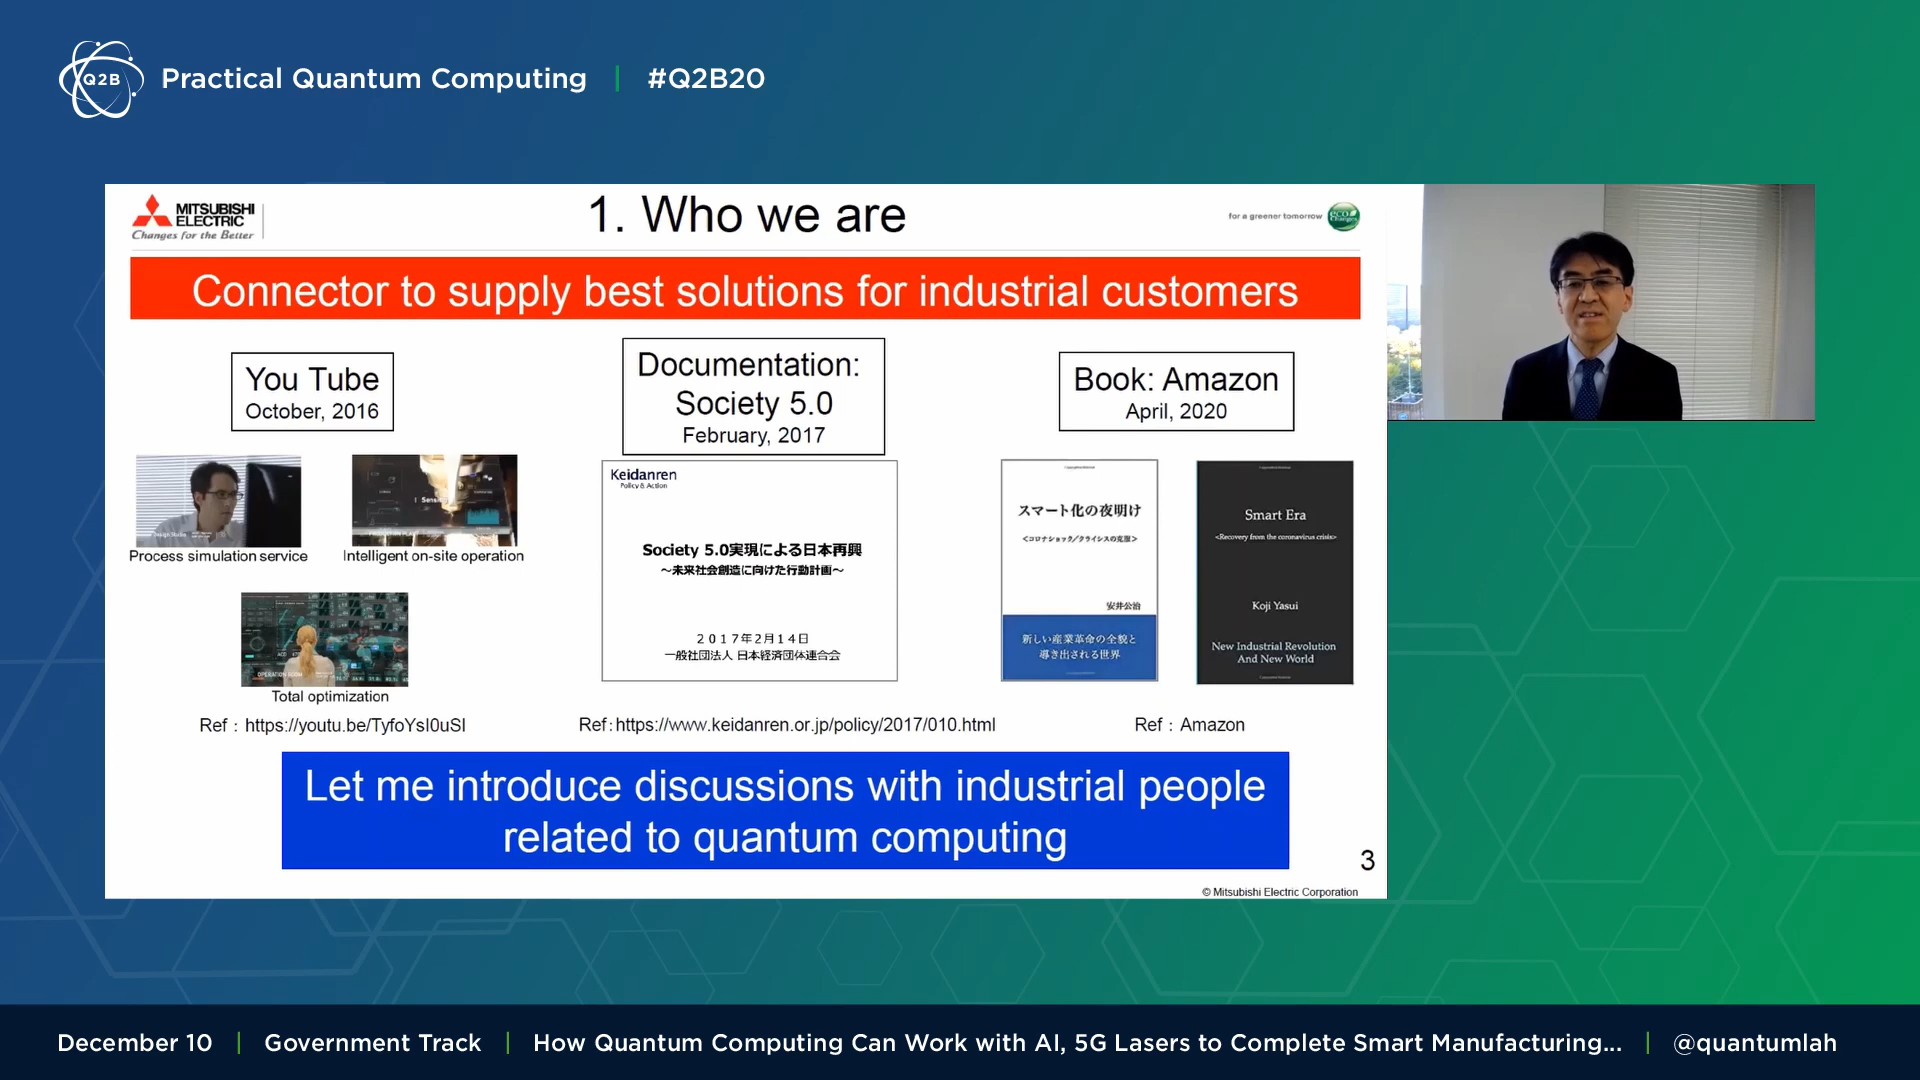 Q2B
Practical Quantum Computing | #Q2B20
MITSUBISHI
ELECTRIC
Changes for the Better
1. Who we are
for a greener tomorrow
eco
changes
Connector to supply best solutions for industrial customers
You Tube
October, 2016
Process simulation service
Intelligent on-site operation
Total optimization
Ref : https://youtu.be/TyfoYsI0uSI
Documentation:
Society 5.0
February, 2017
Keidanren
Policy & Action
Society 5.0実現による日本再興
～未来社会創造に向けた行動計画～
2017年2月14日
一般社団法人 日本経済団体連合会
Ref:https://www.keidanren.or.jp/policy/2017/010.html
Book: Amazon
April, 2020
スマート化の夜明け
<コロナショック/クライシスの克服>
安井公治
新しい産業革命の全貌と
導き出される世界
Smart Era
<Recovery from the coronavirus crisis>
Koji Yasui
New Industrial Revolution
And New World
Ref : Amazon
Let me introduce discussions with industrial people
related to quantum computing
3
© Mitsubishi Electric Corporation
December 10 | Government Track | How Quantum Computing Can Work with AI, 5G Lasers to Complete Smart Manufacturing... | @quantumlah